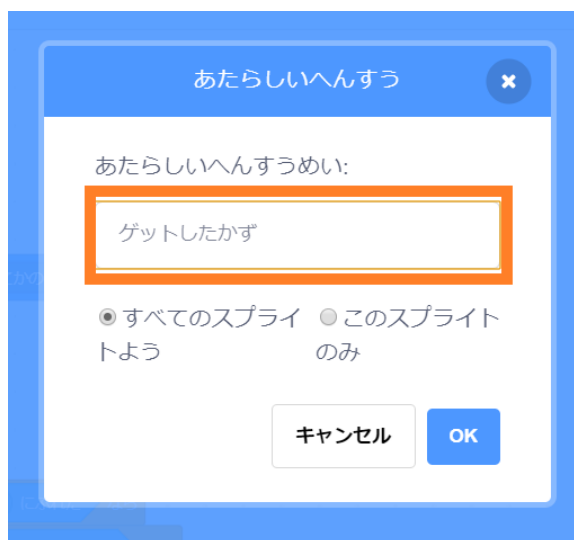 あたらしいへんすう
あたらしいへんすうめい:
ゲットしたかず
すべてのスプライ
トよう
このスプライト
のみ
キャンセル
OK